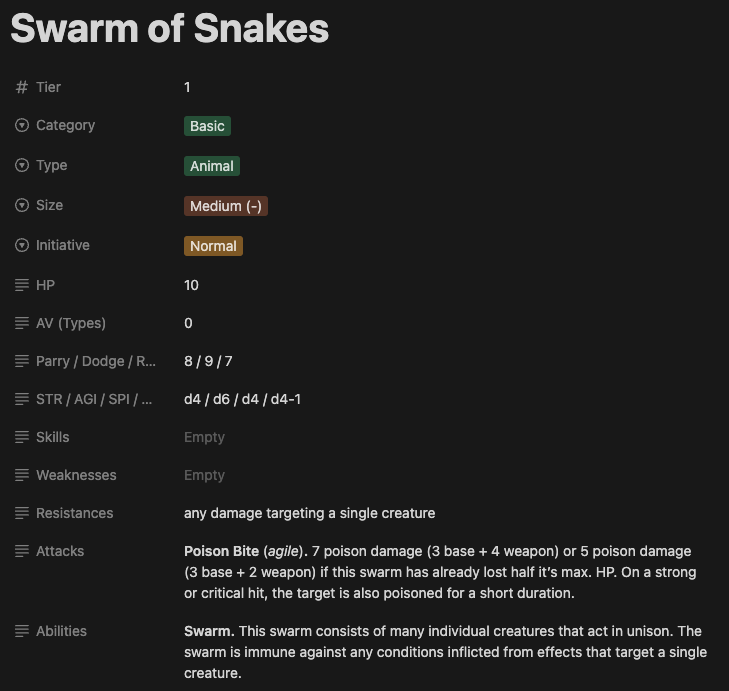 Swarm of Snakes
# Tier 1
Category Basic
Type Animal
Size Medium (-)
Initiative Normal
HP 10
AV (Types) 0
Parry / Dodge / R... 8 / 9 / 7
STR / AGI / SPI / ... d4 / d6 / d4 / d4-1
Skills Empty
Weaknesses Empty
Resistances any damage targeting a single creature
Attacks Poison Bite (agile). 7 poison damage (3 base + 4 weapon) or 5 poison damage
(3 base + 2 weapon) if this swarm has already lost half it's max. HP. On a strong
or critical hit, the target is also poisoned for a short duration.
Abilities Swarm. This swarm consists of many individual creatures that act in unison. The
swarm is immune against any conditions inflicted from effects that target a single
creature.